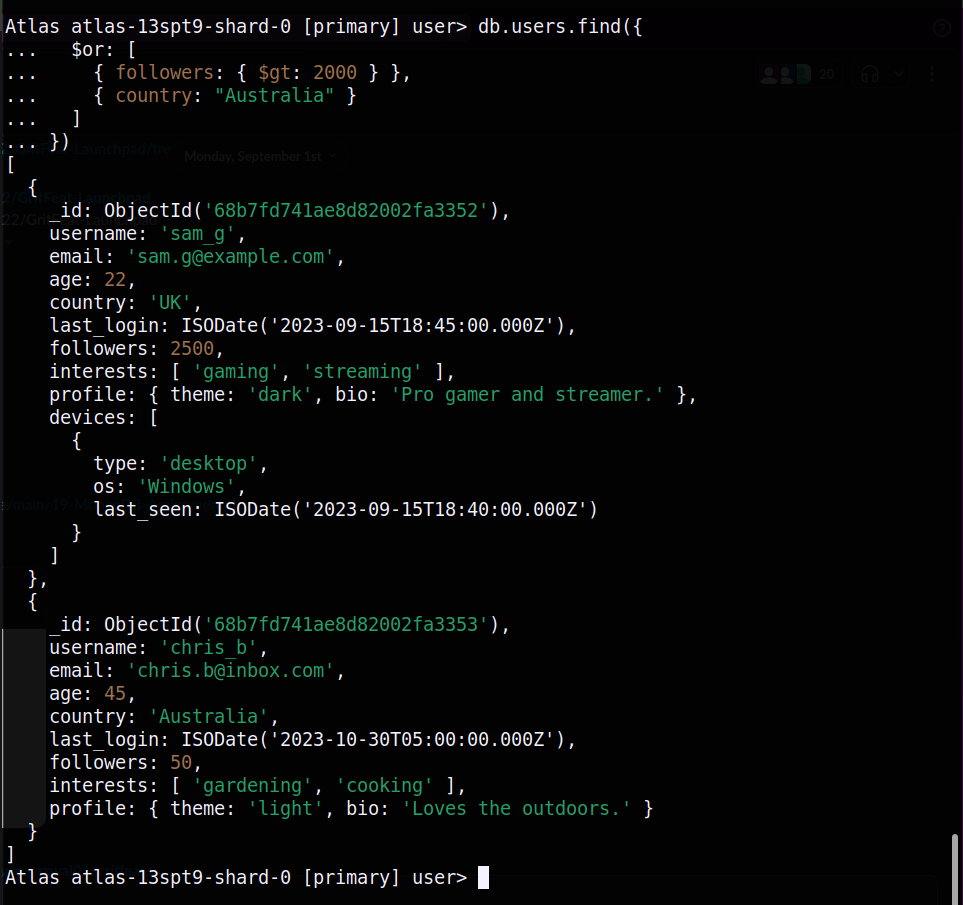 Atlas atlas-13spt9-shard-0 [primary] user> db.users.find({
...   $or: [
...     { followers: { $gt: 2000 } },
...     { country: "Australia" }
...   ]
... })
[
  {
    _id: ObjectId('68b7fd741ae8d82002fa3352'),
    username: 'sam_g',
    email: 'sam.g@example.com',
    age: 22,
    country: 'UK',
    last_login: ISODate('2023-09-15T18:45:00.000Z'),
    followers: 2500,
    interests: [ 'gaming', 'streaming' ],
    profile: { theme: 'dark', bio: 'Pro gamer and streamer.' },
    devices: [
      {
        type: 'desktop',
        os: 'Windows',
        last_seen: ISODate('2023-09-15T18:40:00.000Z')
      }
    ]
  },
  {
    _id: ObjectId('68b7fd741ae8d82002fa3353'),
    username: 'chris_b',
    email: 'chris.b@inbox.com',
    age: 45,
    country: 'Australia',
    last_login: ISODate('2023-10-30T05:00:00.000Z'),
    followers: 50,
    interests: [ 'gardening', 'cooking' ],
    profile: { theme: 'light', bio: 'Loves the outdoors.' }
  }
]
Atlas atlas-13spt9-shard-0 [primary] user>
20
Monday, September 1st